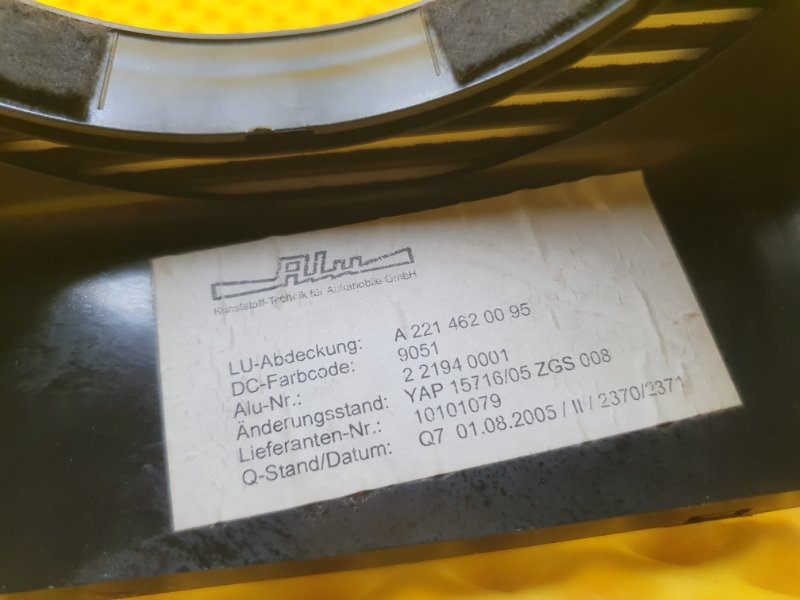 Alu
Kunststoff-Technik für Automobile GmbH
LU-Abdeckung: A 221 462 00 95
DC-Farbcode: 9051
Alu-Nr.: 2 2194 0001
Änderungsstand: YAP 15716/05 ZGS 008
Lieferanten-Nr.: 10101079
Q-Stand/Datum: Q7 01.08.2005 / II / 2370/2371